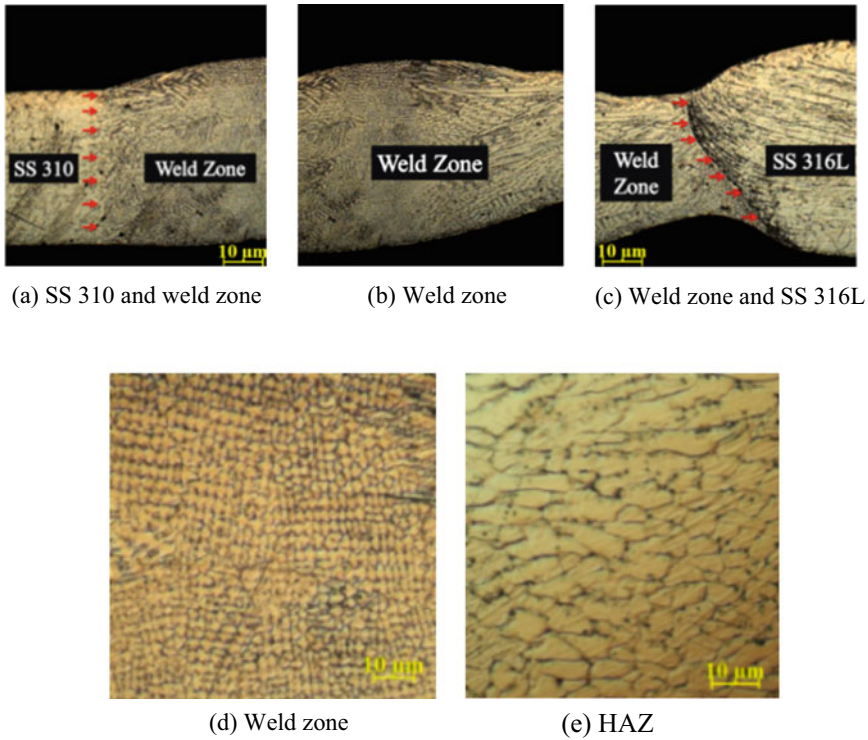 SS 310
Weld Zone
10 µm
Weld Zone
Weld
Zone
SS 316L
10 µm
(a) SS 310 and weld zone
(b) Weld zone
(c) Weld zone and SS 316L
10 µm
10 µm
(d) Weld zone
(e) HAZ